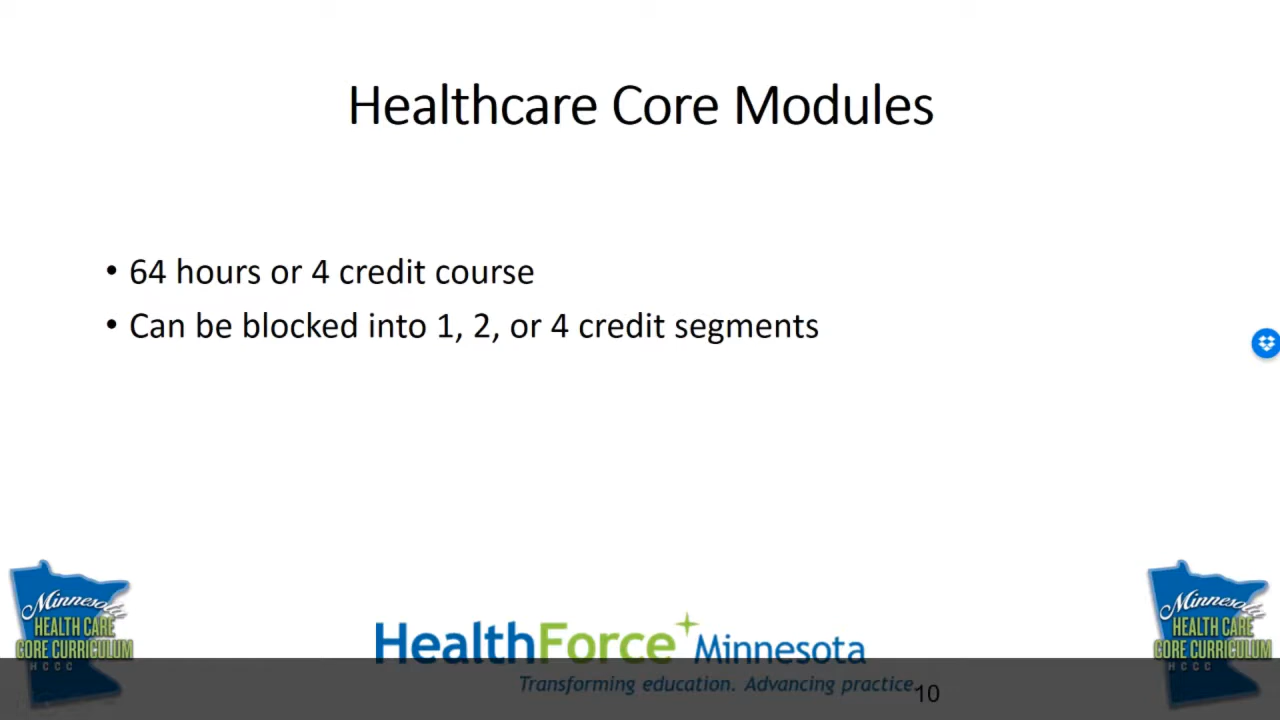 Healthcare Core Modules
• 64 hours or 4 credit course
• Can be blocked into 1, 2, or 4 credit segments
Minnesota
HEALTH CARE
CORE CURRICULUM
H C C C
HealthForce Minnesota
Transforming education. Advancing practice.
10
Minnesota
HEALTH CARE
CORE CURRICULUM
H C C C